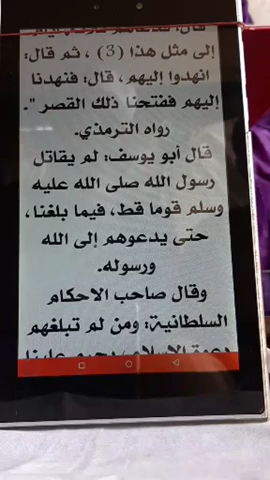 إلى مثل هذا (3) ، ثم قال:
انهدوا إليهم، قال: فنهدنا
إليهم ففتحنا ذلك القصر".
رواه الترمذي.
قال أبو يوسف: لم يقاتل
رسول الله صلى الله عليه
وسلم قوما قط، فيما بلغنا،
حتى يدعوهم إلى الله
ورسوله.
وقال صاحب الاحكام
السلطانية: ومن لم تبلغهم